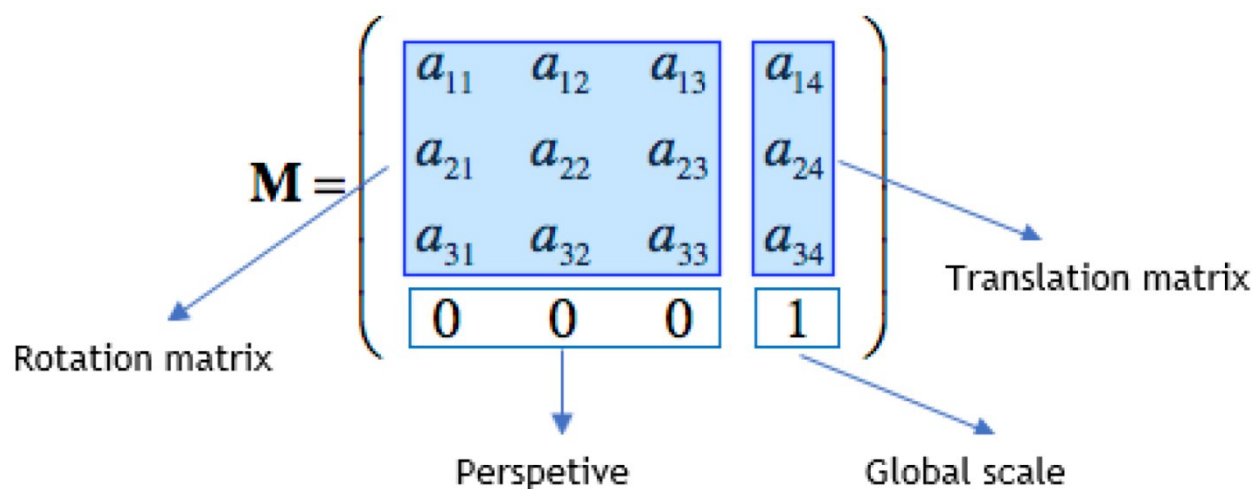 a11 a12 a13 a14
M = a21 a22 a23 a24
a31 a32 a33 a34
Translation matrix
0 0 0 1
Rotation matrix
Perspetive
Global scale